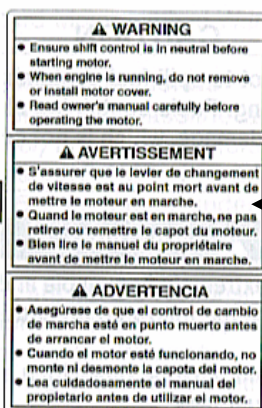 ⚠ WARNING
● Ensure shift control is in neutral before
starting motor.
● When engine is running, do not remove
or install motor cover.
● Read owner's manual carefully before
operating the motor.
⚠ AVERTISSEMENT
● S'assurer que le levier de changement
de vitesse est au point mort avant de
mettre le moteur en marche.
● Quand le moteur est en marche, ne pas
retirer ou remettre le capot du moteur.
● Bien lire le manuel du propriétaire
avant de mettre le moteur en marche.
⚠ ADVERTENCIA
● Asegúrese de que el control de cambio
de marcha esté en punto muerto antes
de arrancar el motor.
● Cuando el motor esté funcionando, no
monte ni desmonte la capota del motor.
● Lea cuidadosamente el manual del
propietario antes de utilizar el motor.